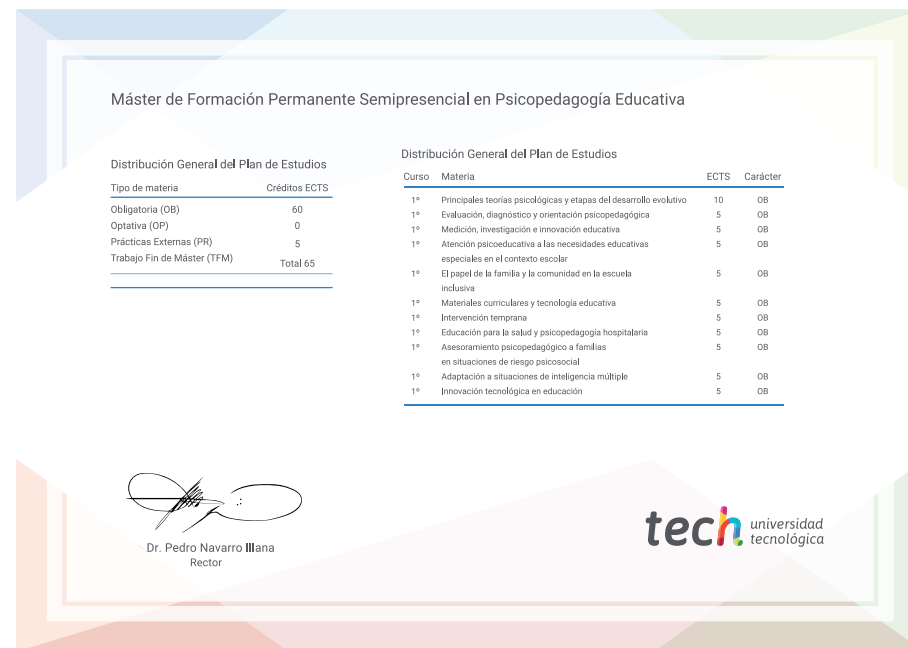 Máster de Formación Permanente Semipresencial en Psicopedagogía Educativa
Distribución General del Plan de Estudios
Tipo de materia Créditos ECTS
Obligatoria (OB) 60
Optativa (OP) 0
Prácticas Externas (PR) 5
Trabajo Fin de Máster (TFM)
Total 65
Distribución General del Plan de Estudios
Curso Materia ECTS Carácter
1º Principales teorías psicológicas y etapas del desarrollo evolutivo 10 OB
1º Evaluación, diagnóstico y orientación psicopedagógica 5 OB
1º Medición, investigación e innovación educativa 5 OB
1º Atención psicoeducativa a las necesidades educativas 5 OB
especiales en el contexto escolar
1º El papel de la familia y la comunidad en la escuela 5 OB
inclusiva
1º Materiales curriculares y tecnología educativa 5 OB
1º Intervención temprana 5 OB
1º Educación para la salud y psicopedagogía hospitalaria 5 OB
1º Asesoramiento psicopedagógico a familias 5 OB
en situaciones de riesgo psicosocial
1º Adaptación a situaciones de inteligencia múltiple 5 OB
1º Innovación tecnológica en educación 5 OB
Dr. Pedro Navarro Illana
Rector
tech universidad
tecnológica